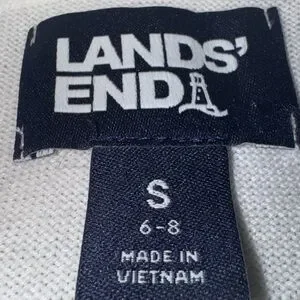 LANDS'
END
S
6-8
MADE IN
VIETNAM